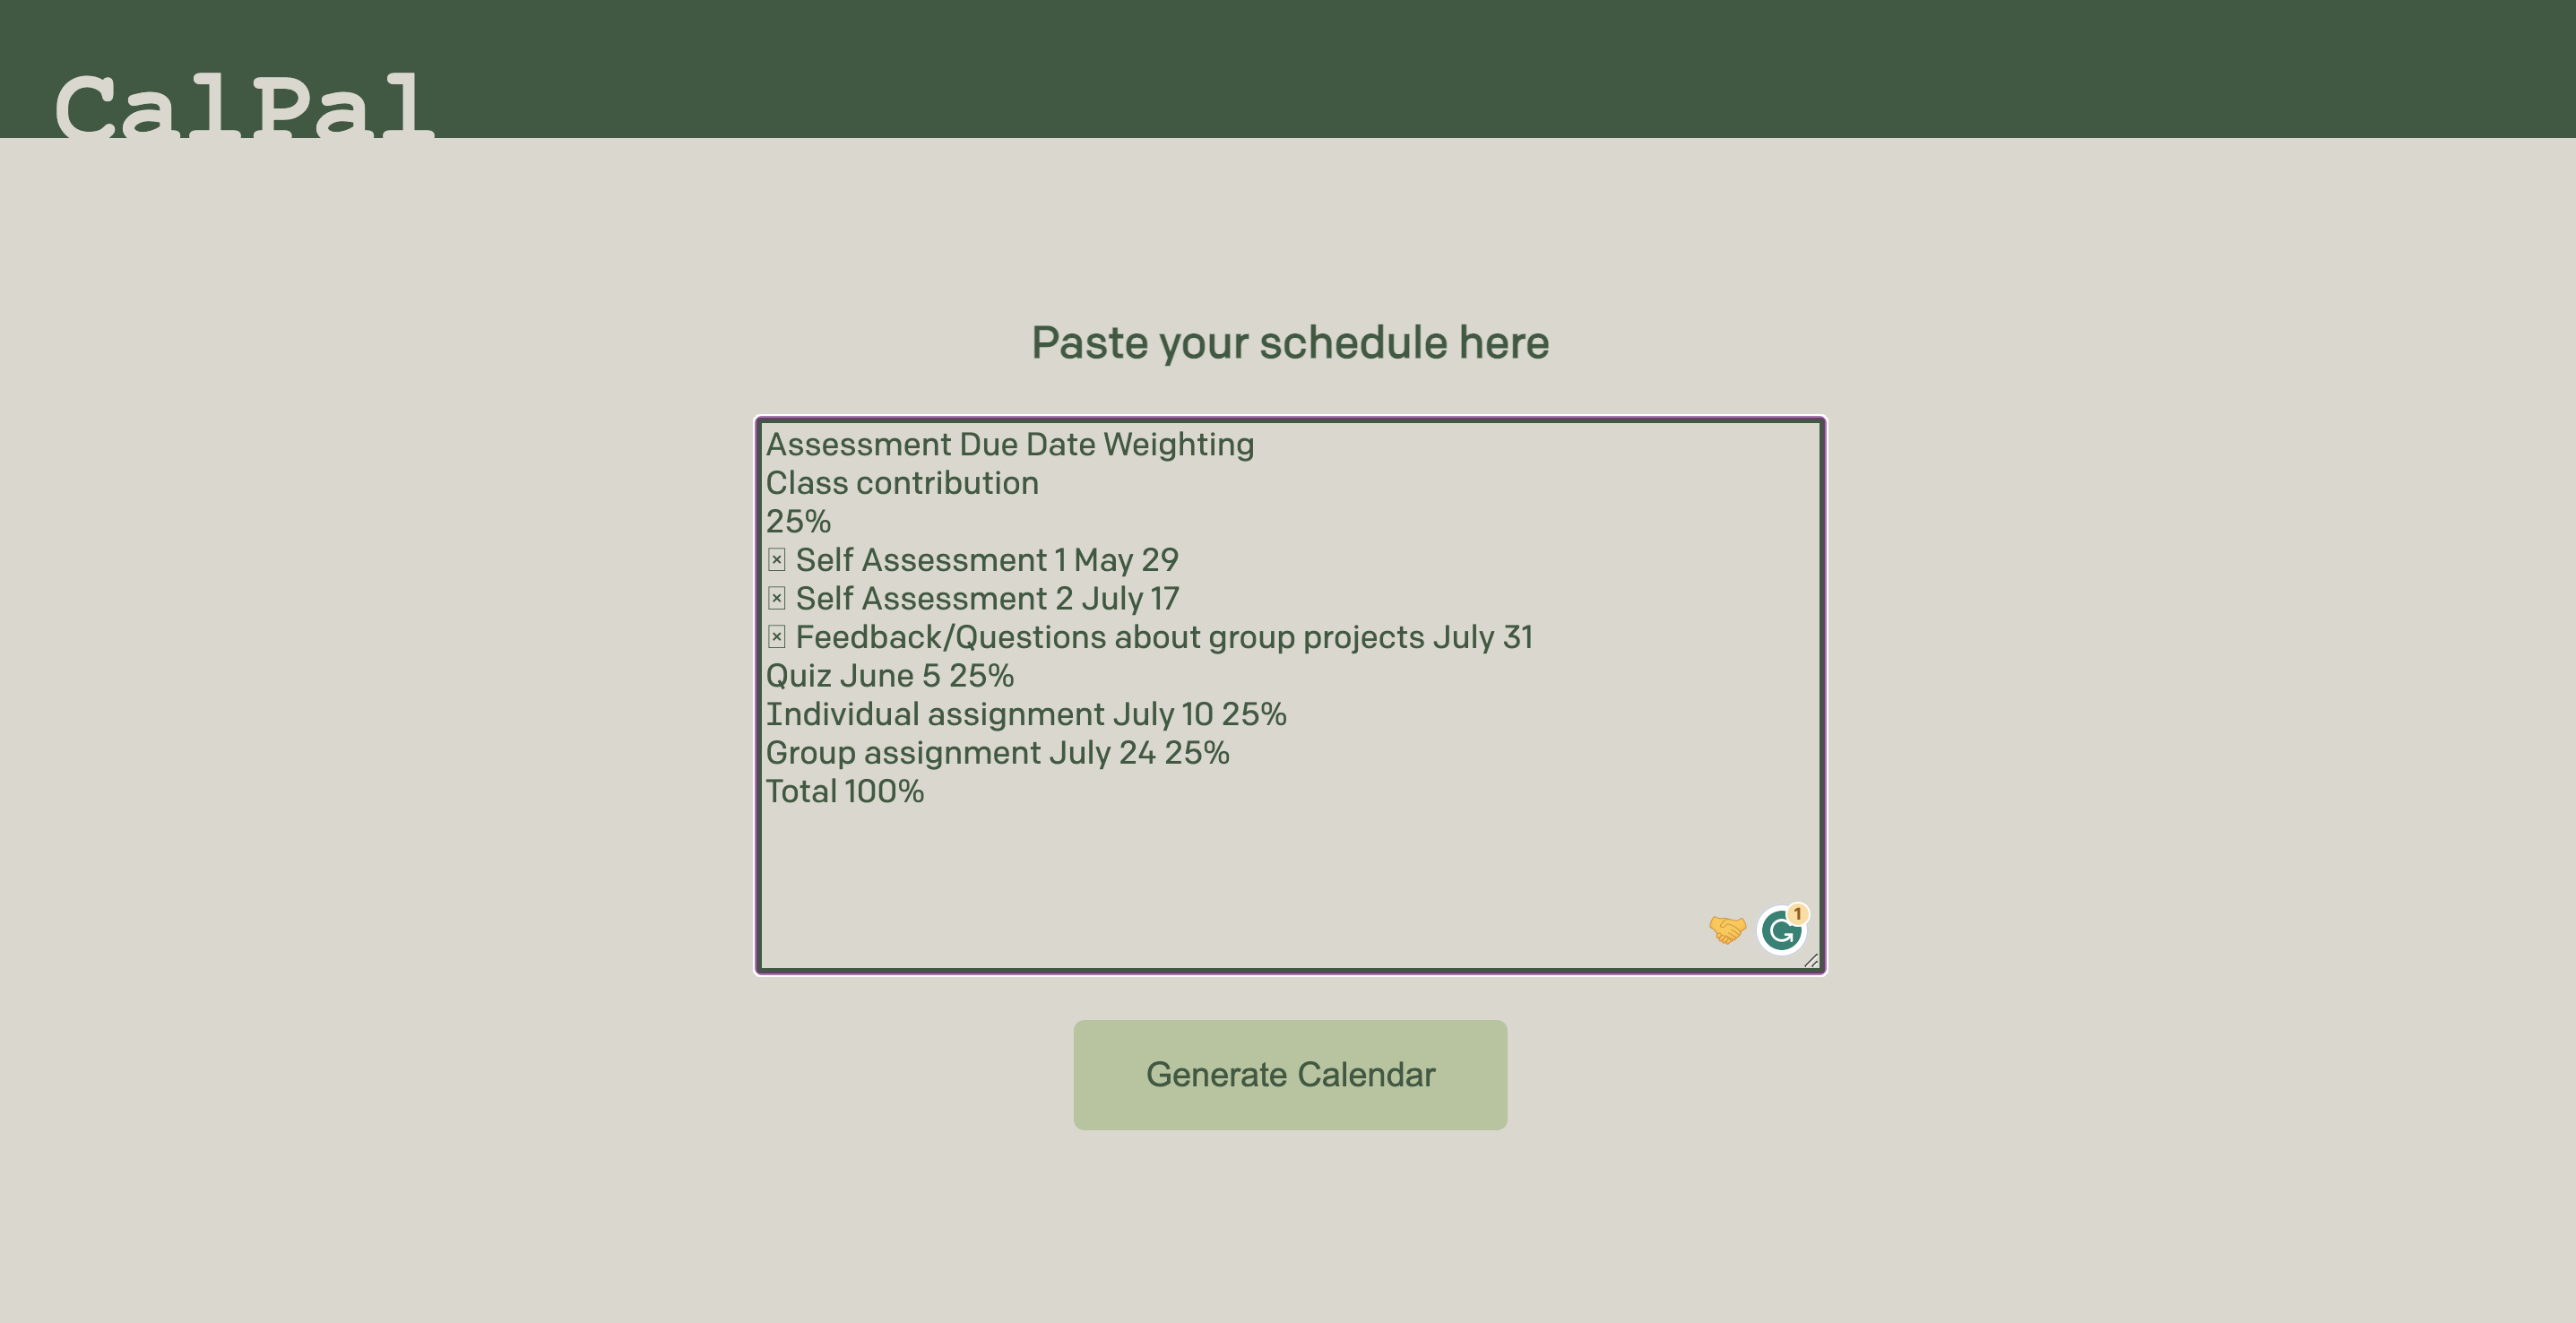 CalPal
Paste your schedule here
Assessment Due Date Weighting
Class contribution
25%
Self Assessment 1 May 29
Self Assessment 2 July 17
Feedback/Questions about group projects July 31
Quiz June 5 25%
Individual assignment July 10 25%
Group assignment July 24 25%
Total 100%
1
Generate Calendar